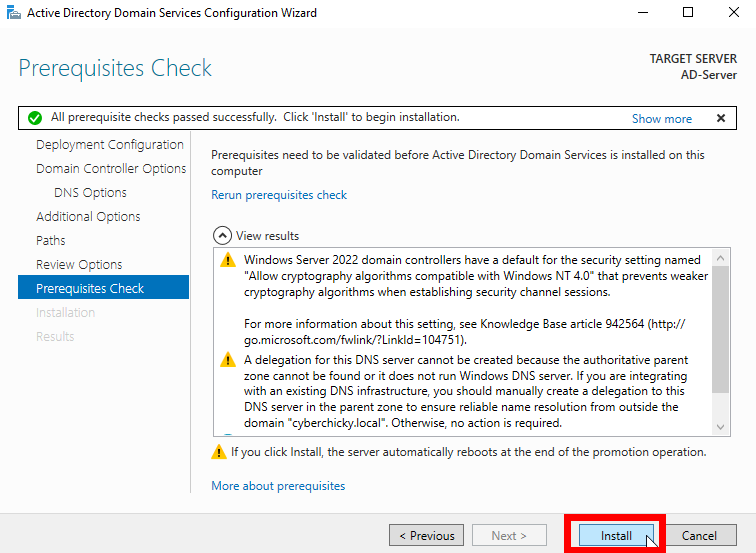 Active Directory Domain Services Configuration Wizard
Prerequisites Check
TARGET SERVER
AD-Server
All prerequisite checks passed successfully.  Click 'Install' to begin installation.
Show more
Deployment Configuration
Domain Controller Options
DNS Options
Additional Options
Paths
Review Options
Prerequisites Check
Installation
Results
Prerequisites need to be validated before Active Directory Domain Services is installed on this
computer
Rerun prerequisites check
View results
Windows Server 2022 domain controllers have a default for the security setting named
"Allow cryptography algorithms compatible with Windows NT 4.0" that prevents weaker
cryptography algorithms when establishing security channel sessions.
For more information about this setting, see Knowledge Base article 942564 (http://
go.microsoft.com/fwlink/?LinkId=104751).
A delegation for this DNS server cannot be created because the authoritative parent
zone cannot be found or it does not run Windows DNS server. If you are integrating
with an existing DNS infrastructure, you should manually create a delegation to this
DNS server in the parent zone to ensure reliable name resolution from outside the
domain "cyberchicky.local". Otherwise, no action is required.
If you click Install, the server automatically reboots at the end of the promotion operation.
More about prerequisites
< Previous
Next >
Install
Cancel